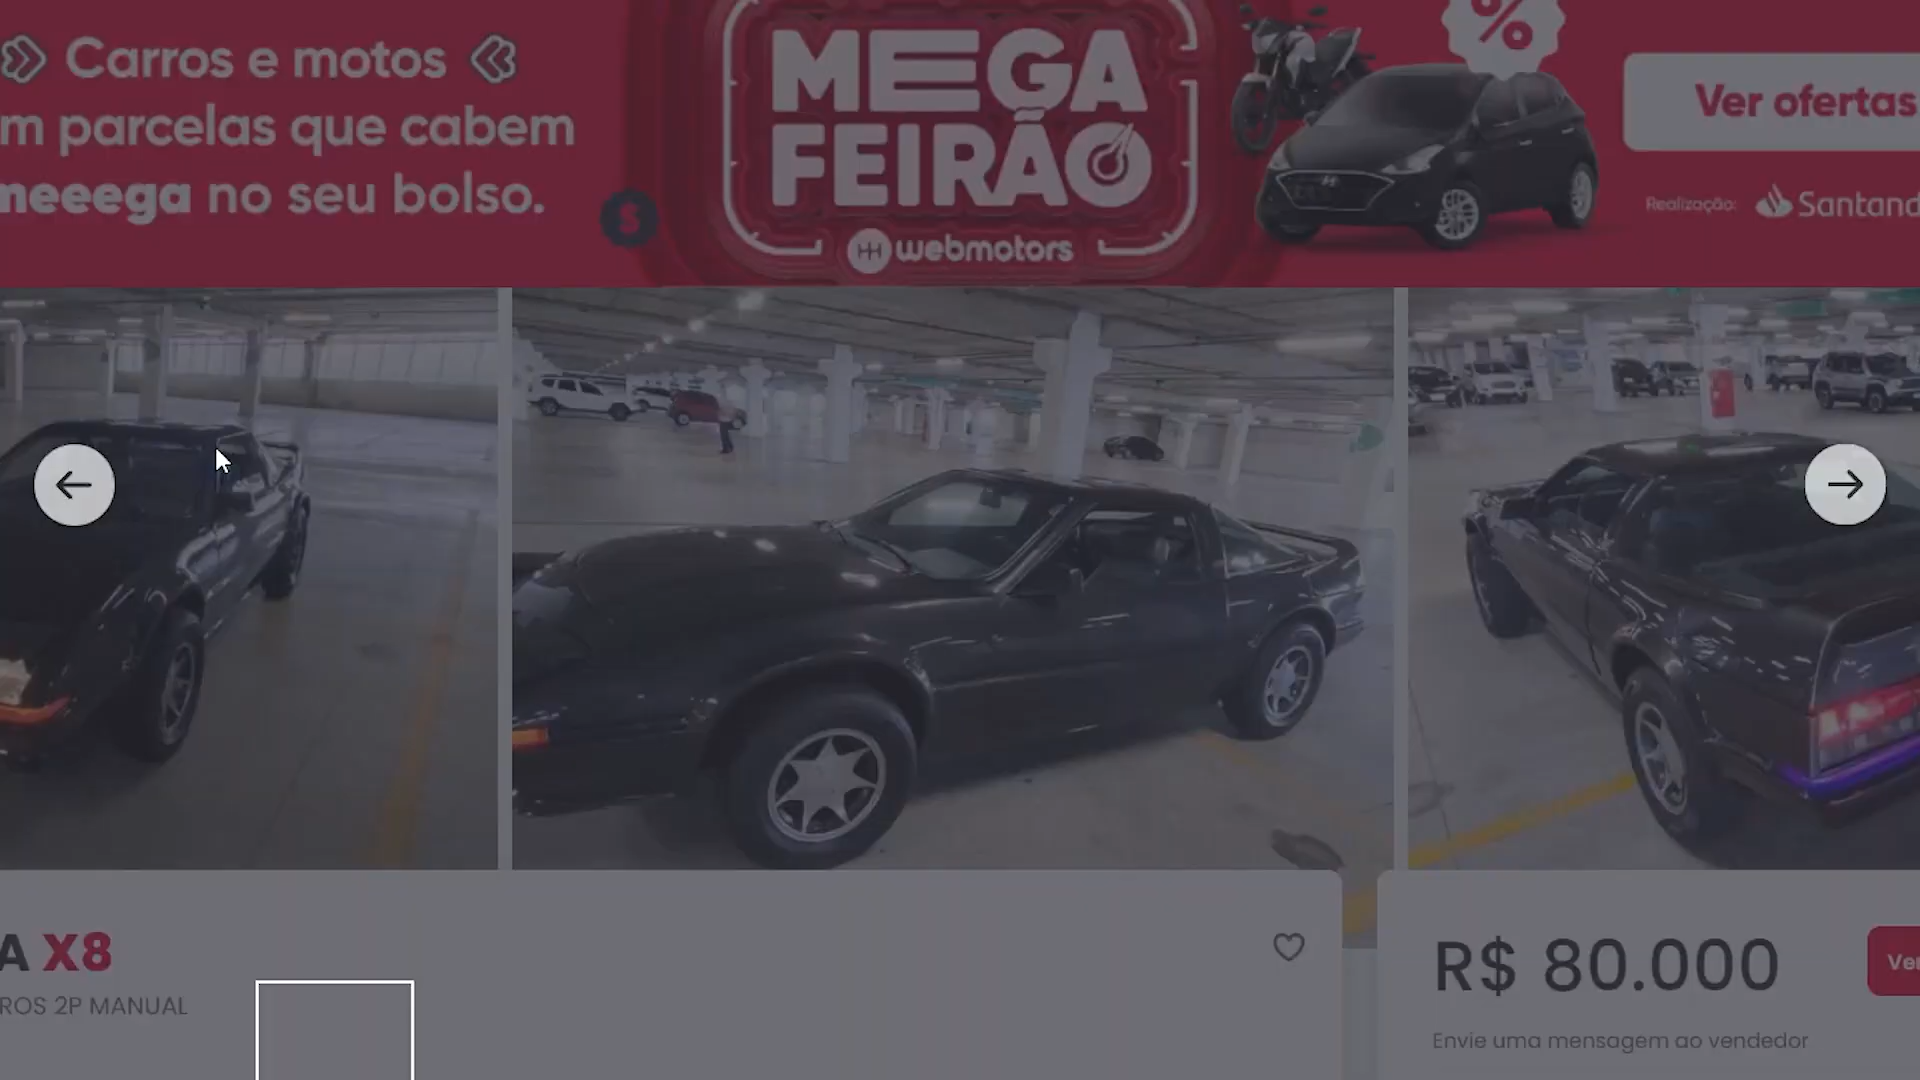 Carros e motos
m parcelas que cabem
meeega no seu bolso.
$
MEGA
FEIRÃO
webmotors
%
Ver ofertas
Realização:
Santand
A X8
ROS 2P MANUAL
R$ 80.000
Ver
Envie uma mensagem ao vendedor